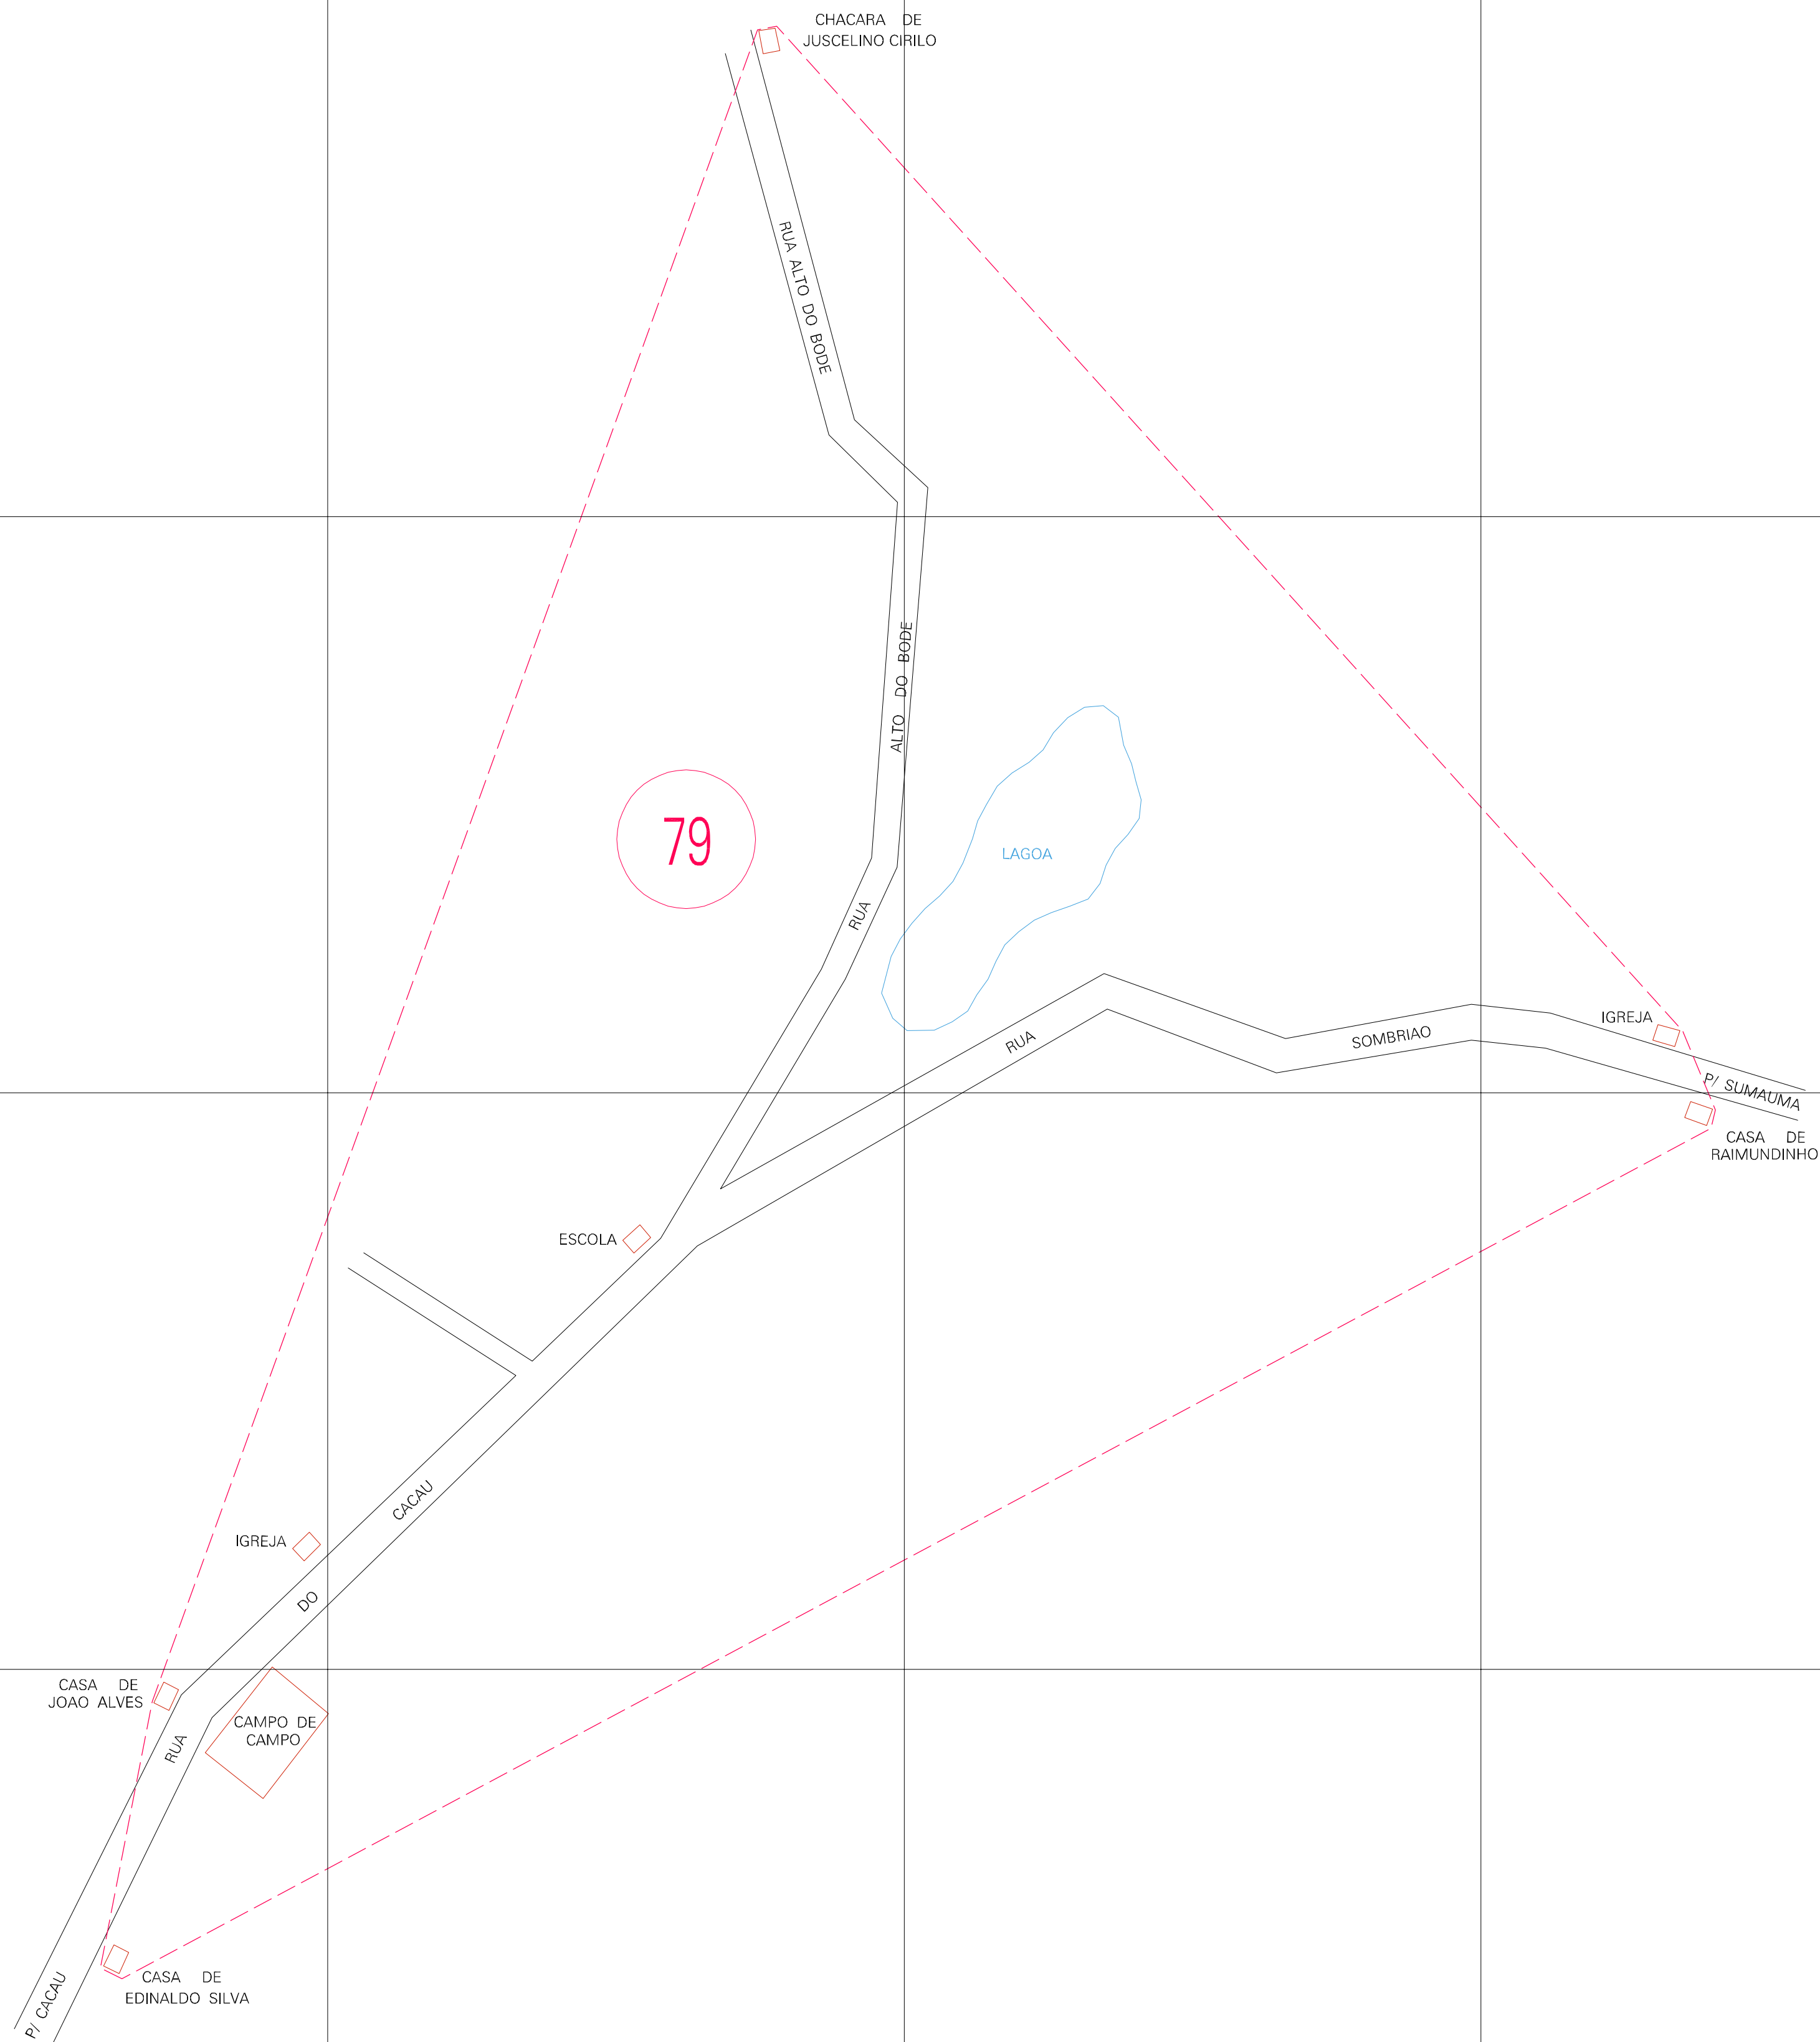 CHACARA DE
JUSCELINO CIRILO
RUA ALTO DO BODE
RUA ALTO DO BODE
79
LAGOA
RUA SOMBRIAO
IGREJA
P/ SUMAUMA
CASA DE
RAIMUNDINHO
ESCOLA
IGREJA
RUA DO CACAU
CASA DE
JOAO ALVES
CAMPO DE
CAMPO
CASA DE
EDINALDO SILVA
P/ CACAU